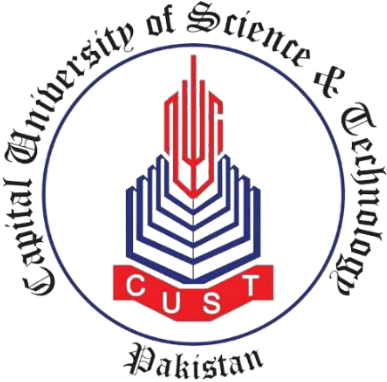 Capital University of Science & Technology
CUST
Pakistan